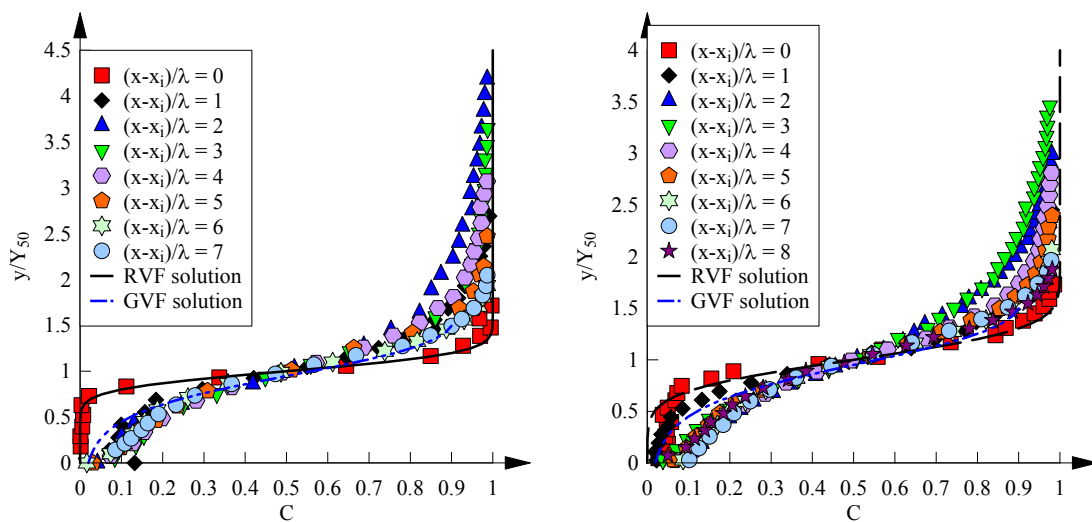 4.5
4
3.5
3
2.5
2
1.5
1
0.5
0
y/Y50
(x-xi)/λ = 0
(x-xi)/λ = 1
(x-xi)/λ = 2
(x-xi)/λ = 3
(x-xi)/λ = 4
(x-xi)/λ = 5
(x-xi)/λ = 6
(x-xi)/λ = 7
RVF solution
GVF solution
0 0.1 0.2 0.3 0.4 0.5 0.6 0.7 0.8 0.9 1
C
4
3.5
3
2.5
2
1.5
1
0.5
0
y/Y50
(x-xi)/λ = 0
(x-xi)/λ = 1
(x-xi)/λ = 2
(x-xi)/λ = 3
(x-xi)/λ = 4
(x-xi)/λ = 5
(x-xi)/λ = 6
(x-xi)/λ = 7
(x-xi)/λ = 8
RVF solution
GVF solution
0 0.1 0.2 0.3 0.4 0.5 0.6 0.7 0.8 0.9 1
C